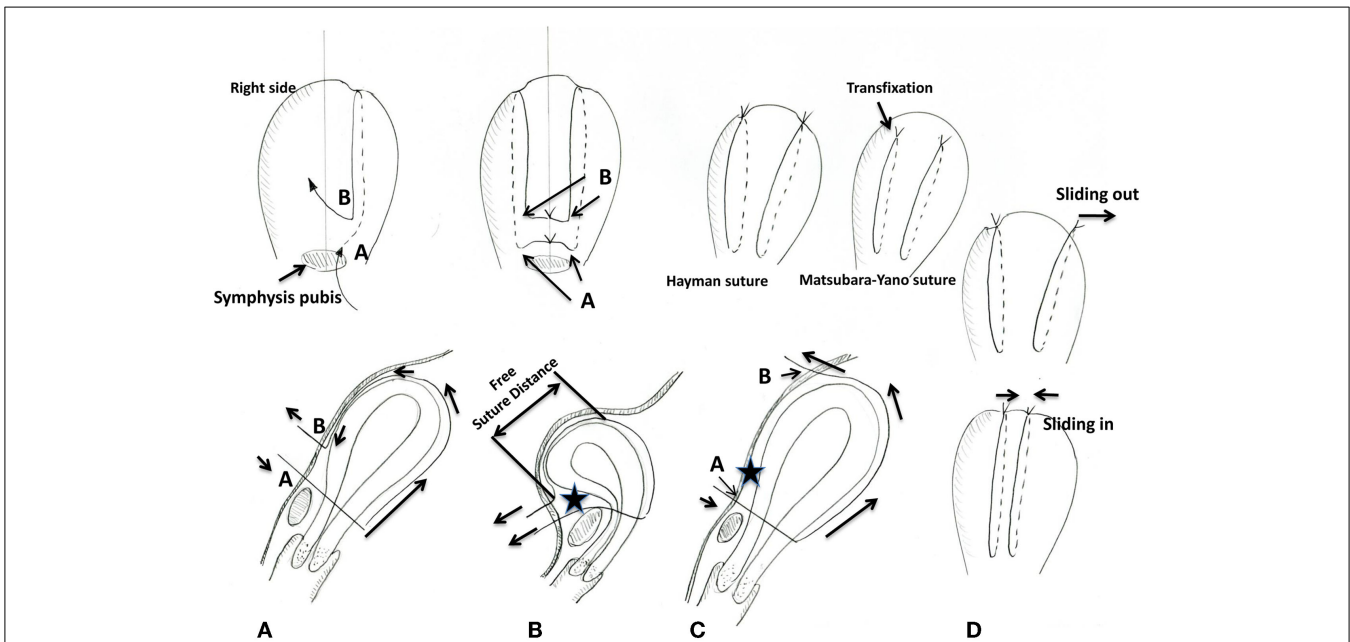 Right side
B
A
Symphysis pubis
B
A
Transfixation
Hayman suture
Matsubara-Yano suture
Sliding out
Sliding in
B
A
Free
Suture Distance
B
A
A
B
C
D